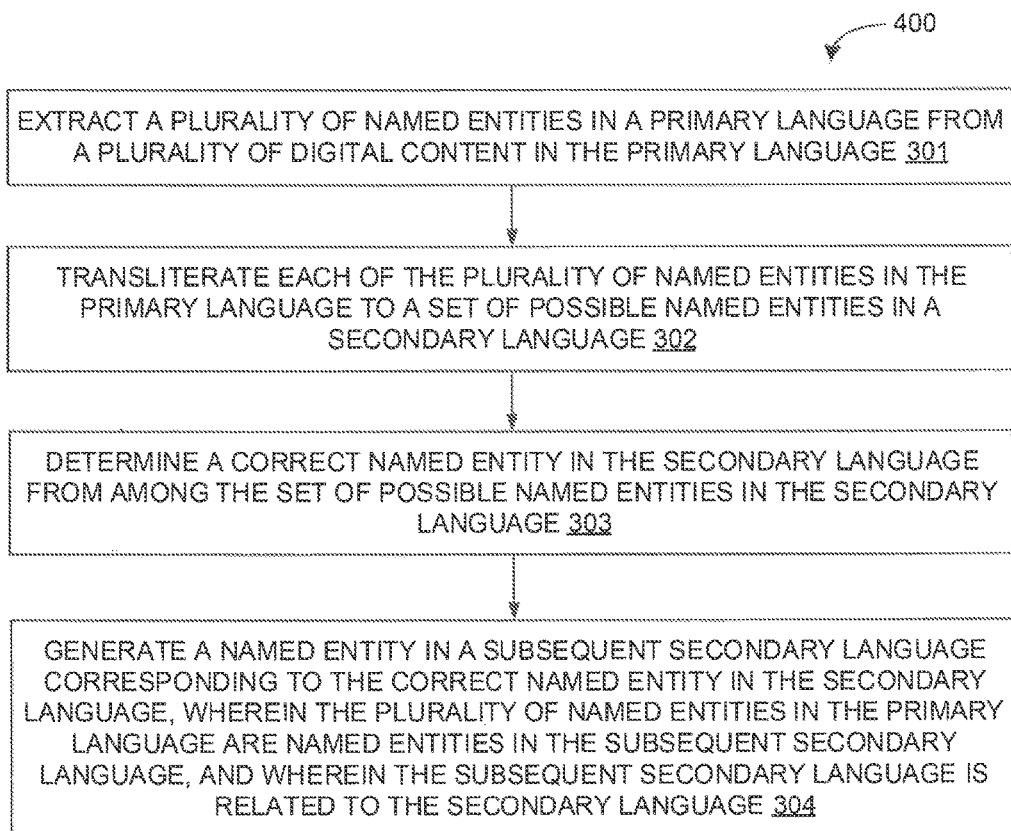 400
EXTRACT A PLURALITY OF NAMED ENTITIES IN A PRIMARY LANGUAGE FROM
A PLURALITY OF DIGITAL CONTENT IN THE PRIMARY LANGUAGE 301
TRANSLITERATE EACH OF THE PLURALITY OF NAMED ENTITIES IN THE
PRIMARY LANGUAGE TO A SET OF POSSIBLE NAMED ENTITIES IN A
SECONDARY LANGUAGE 302
DETERMINE A CORRECT NAMED ENTITY IN THE SECONDARY LANGUAGE
FROM AMONG THE SET OF POSSIBLE NAMED ENTITIES IN THE SECONDARY
LANGUAGE 303
GENERATE A NAMED ENTITY IN A SUBSEQUENT SECONDARY LANGUAGE
CORRESPONDING TO THE CORRECT NAMED ENTITY IN THE SECONDARY
LANGUAGE, WHEREIN THE PLURALITY OF NAMED ENTITIES IN THE PRIMARY
LANGUAGE ARE NAMED ENTITIES IN THE SUBSEQUENT SECONDARY
LANGUAGE, AND WHEREIN THE SUBSEQUENT SECONDARY LANGUAGE IS
RELATED TO THE SECONDARY LANGUAGE 304